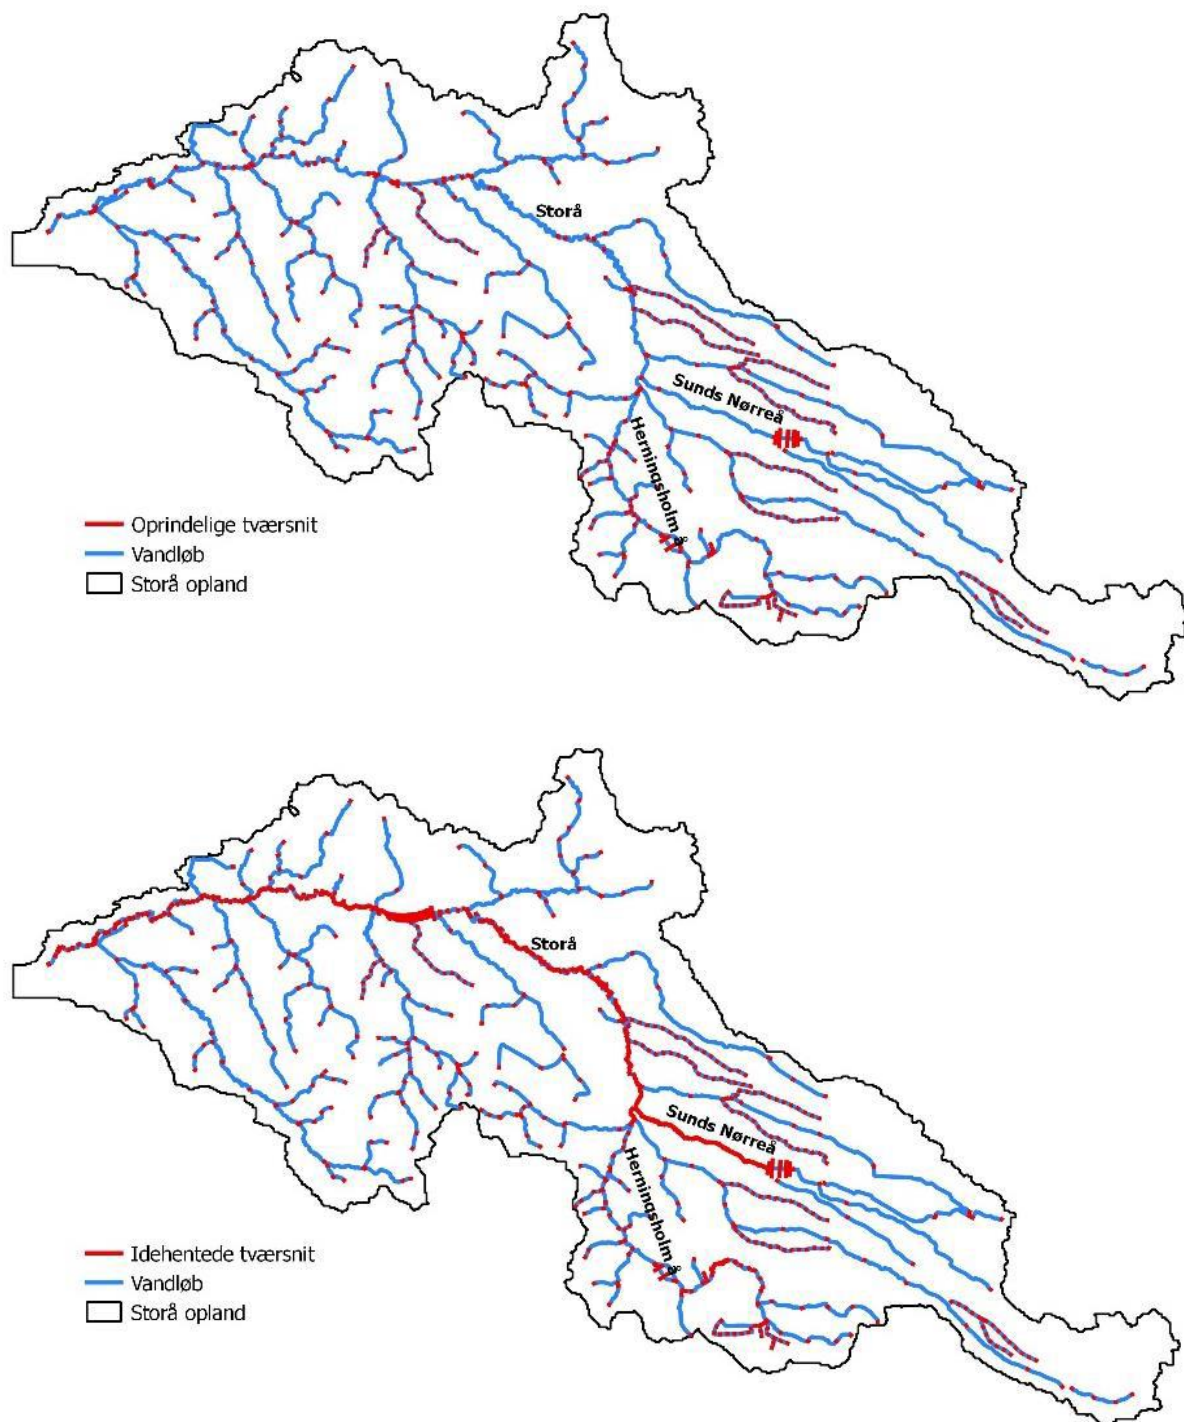 Storå
Sunds Nørreå
Herningsholm Å
Oprindelige tværsnit
Vandløb
Storå opland
Storå
Sunds Nørreå
Herningsholm Å
Idehentede tværsnit
Vandløb
Storå opland